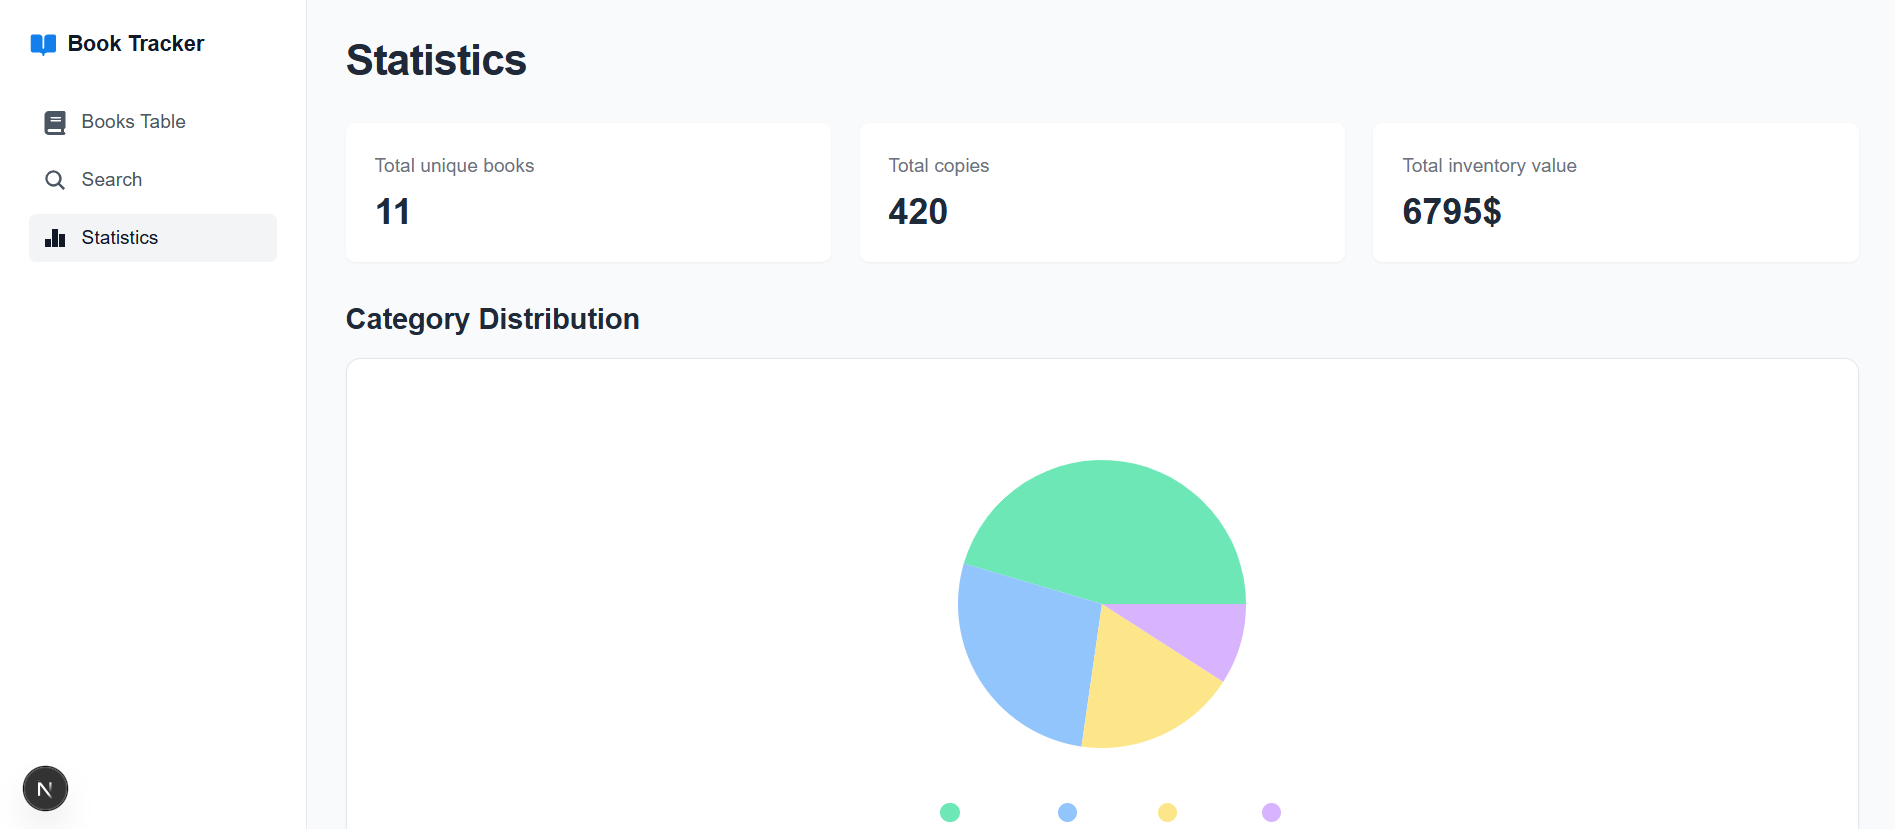 Book Tracker
Books Table
Search
Statistics
Statistics
Total unique books
11
Total copies
420
Total inventory value
6795$
Category Distribution
N